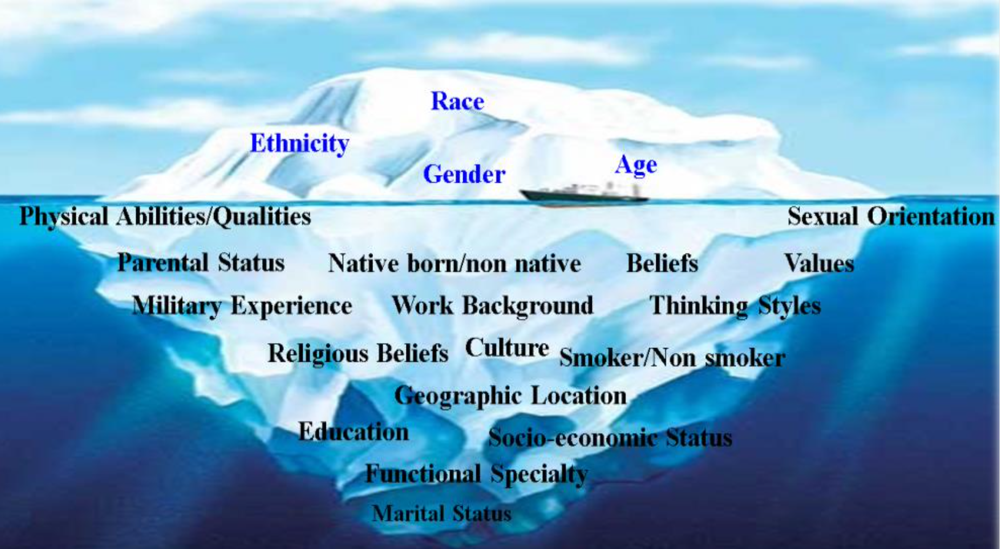 Race
Ethnicity
Gender
Age
Physical Abilities/Qualities
Sexual Orientation
Parental Status
Native born/non native
Beliefs
Values
Military Experience
Work Background
Thinking Styles
Religious Beliefs
Culture
Smoker/Non smoker
Geographic Location
Education
Socio-economic Status
Functional Specialty
Marital Status